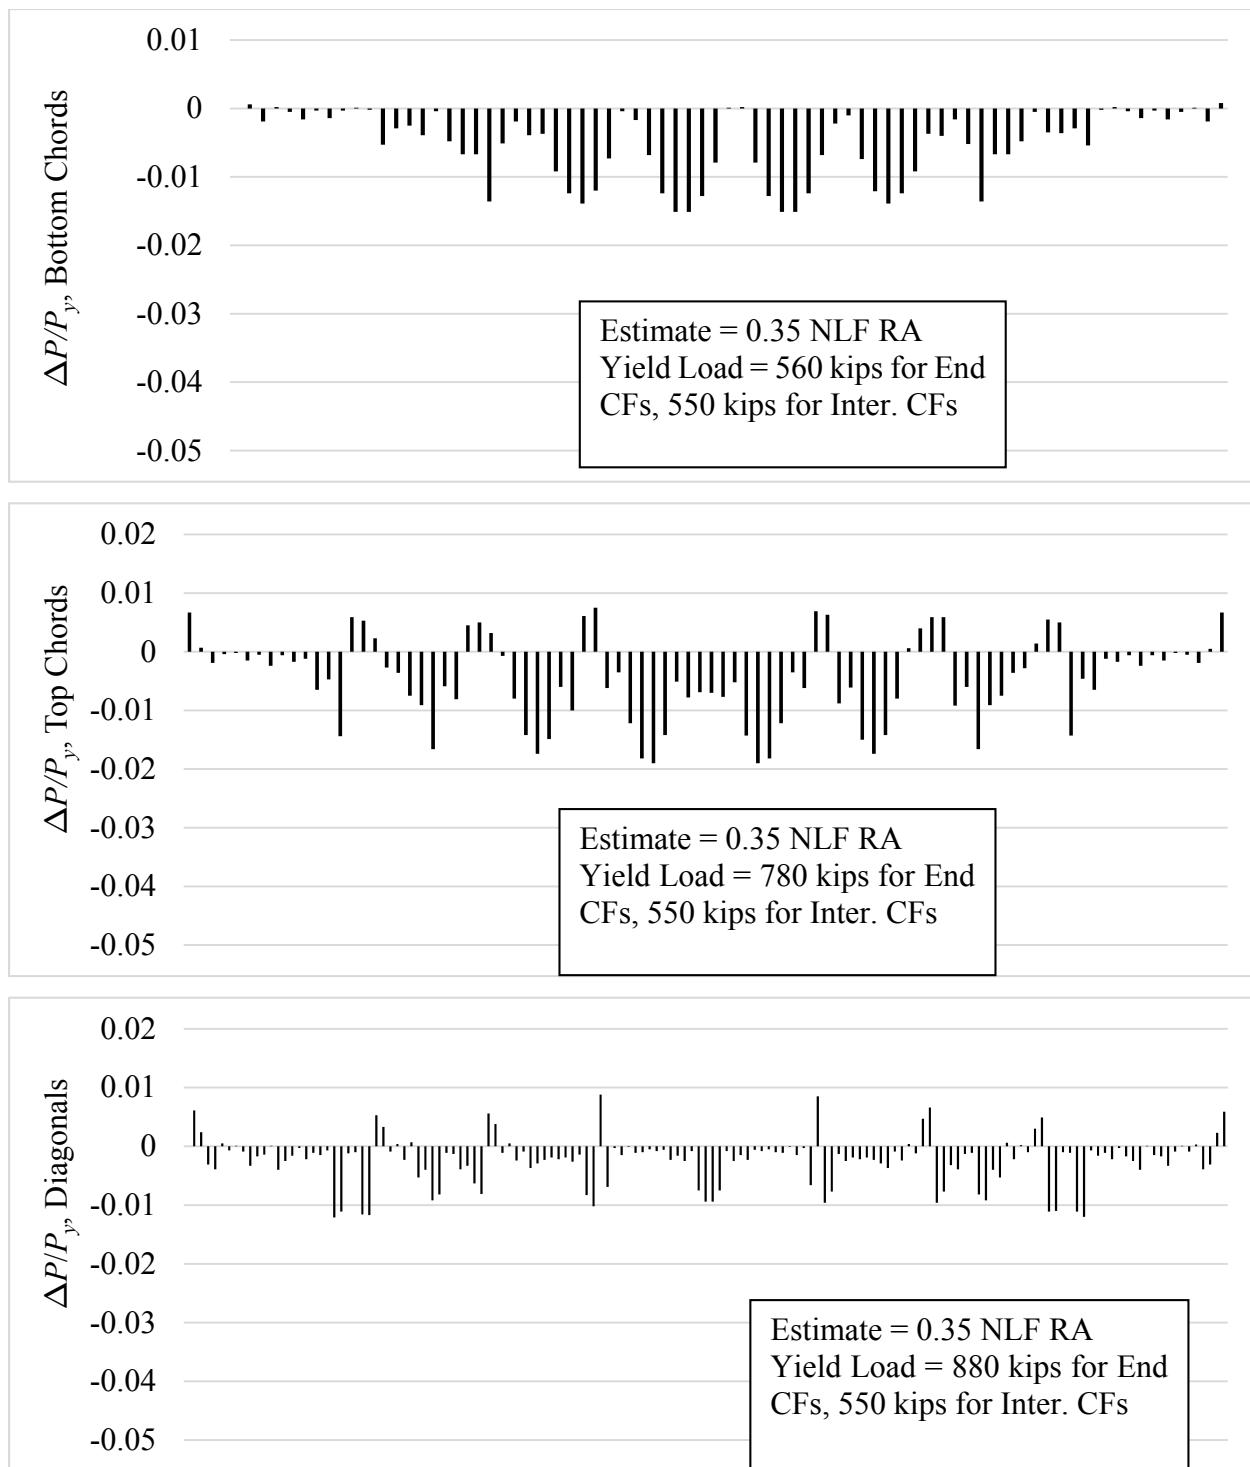 0.01
0
-0.01
-0.02
-0.03
-0.04
-0.05
ΔP/Py, Bottom Chords
Estimate = 0.35 NLF RA
Yield Load = 560 kips for End
CFs, 550 kips for Inter. CFs
0.02
0.01
0
-0.01
-0.02
-0.03
-0.04
-0.05
ΔP/Py, Top Chords
Estimate = 0.35 NLF RA
Yield Load = 780 kips for End
CFs, 550 kips for Inter. CFs
0.02
0.01
0
-0.01
-0.02
-0.03
-0.04
-0.05
ΔP/Py, Diagonals
Estimate = 0.35 NLF RA
Yield Load = 880 kips for End
CFs, 550 kips for Inter. CFs